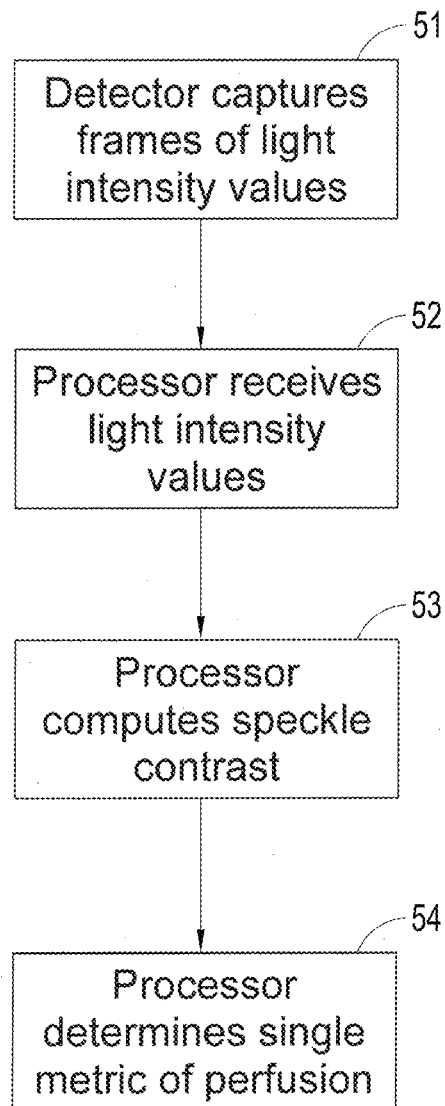 51
Detector captures
frames of light
intensity values
52
Processor receives
light intensity
values
53
Processor
computes speckle
contrast
54
Processor
determines single
metric of perfusion